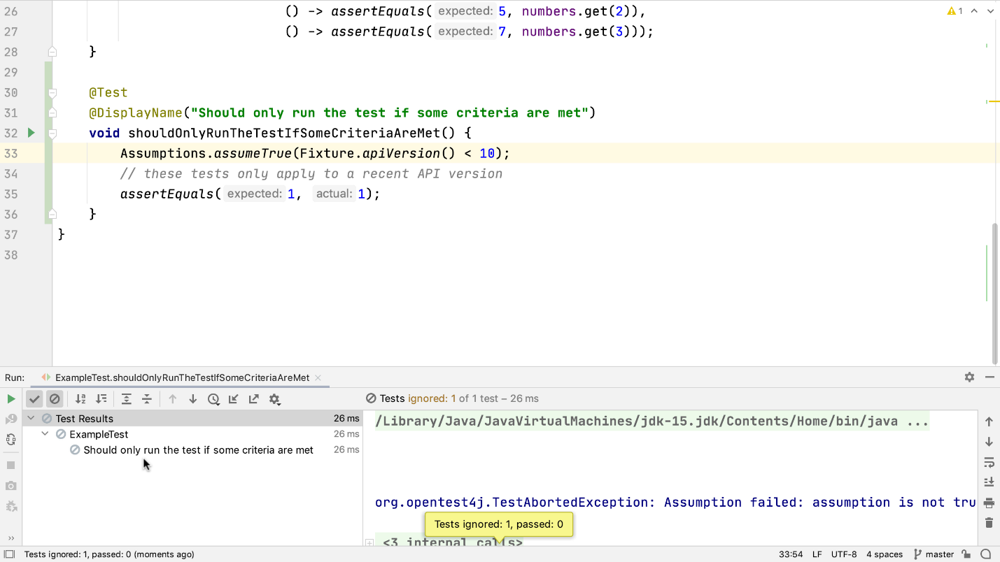 26 () -> assertEquals( expected: 5, numbers.get(2)),
27 () -> assertEquals( expected: 7, numbers.get(3)));
28 }
29
30 @Test
31 @DisplayName("Should only run the test if some criteria are met")
32 void shouldOnlyRunTheTestIfSomeCriteriaAreMet() {
33 Assumptions.assumeTrue(Fixture.apiVersion() < 10);
34 // these tests only apply to a recent API version
35 assertEquals( expected: 1, actual: 1);
36 }
37 }
38
1
Run: ExampleTest.shouldOnlyRunTheTestIfSomeCriteriaAreMet
Tests ignored: 1 of 1 test – 26 ms
Test Results 26 ms
ExampleTest 26 ms
Should only run the test if some criteria are met 26 ms
/Library/Java/JavaVirtualMachines/jdk-15.jdk/Contents/Home/bin/java ...
org.opentest4j.TestAbortedException: Assumption failed: assumption is not tru
Tests ignored: 1, passed: 0
<3 internal calls>
Tests ignored: 1, passed: 0 (moments ago) 33:54 LF UTF-8 4 spaces master